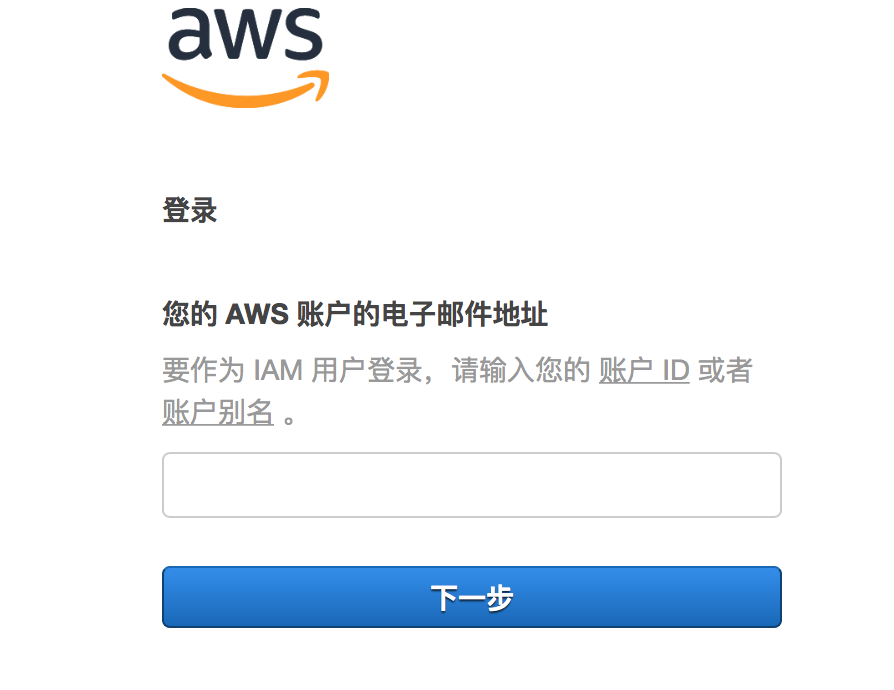 aws
登录
您的 AWS 账户的电子邮件地址
要作为 IAM 用户登录，请输入您的 账户 ID 或者
账户别名 。
下一步